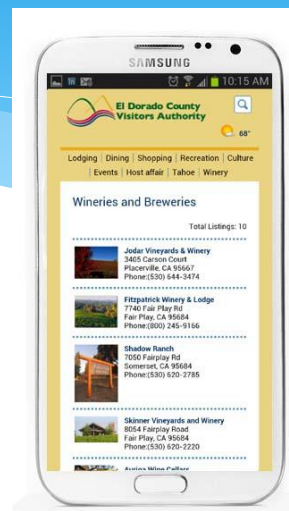 SAMSUNG
10:15 AM
El Dorado County
Visitors Authority
68°
Lodging | Dining | Shopping | Recreation | Culture
| Events | Host affair | Tahoe | Winery
Wineries and Breweries
Total Listings: 10
Jodar Vineyards & Winery
3405 Carson Court
Placerville, CA 95667
Phone:(530) 644-3474
Fitzpatrick Winery & Lodge
7740 Fair Play Rd
Fair Play, CA 95684
Phone:(800) 245-9166
Shadow Ranch
7050 Fairplay Rd
Somerset, CA 95684
Phone:(530) 620-2785
Skinner Vineyards and Winery
8054 Fairplay Road
Fair Play, CA 95684
Phone:(530) 620-2220
Wine Cellars